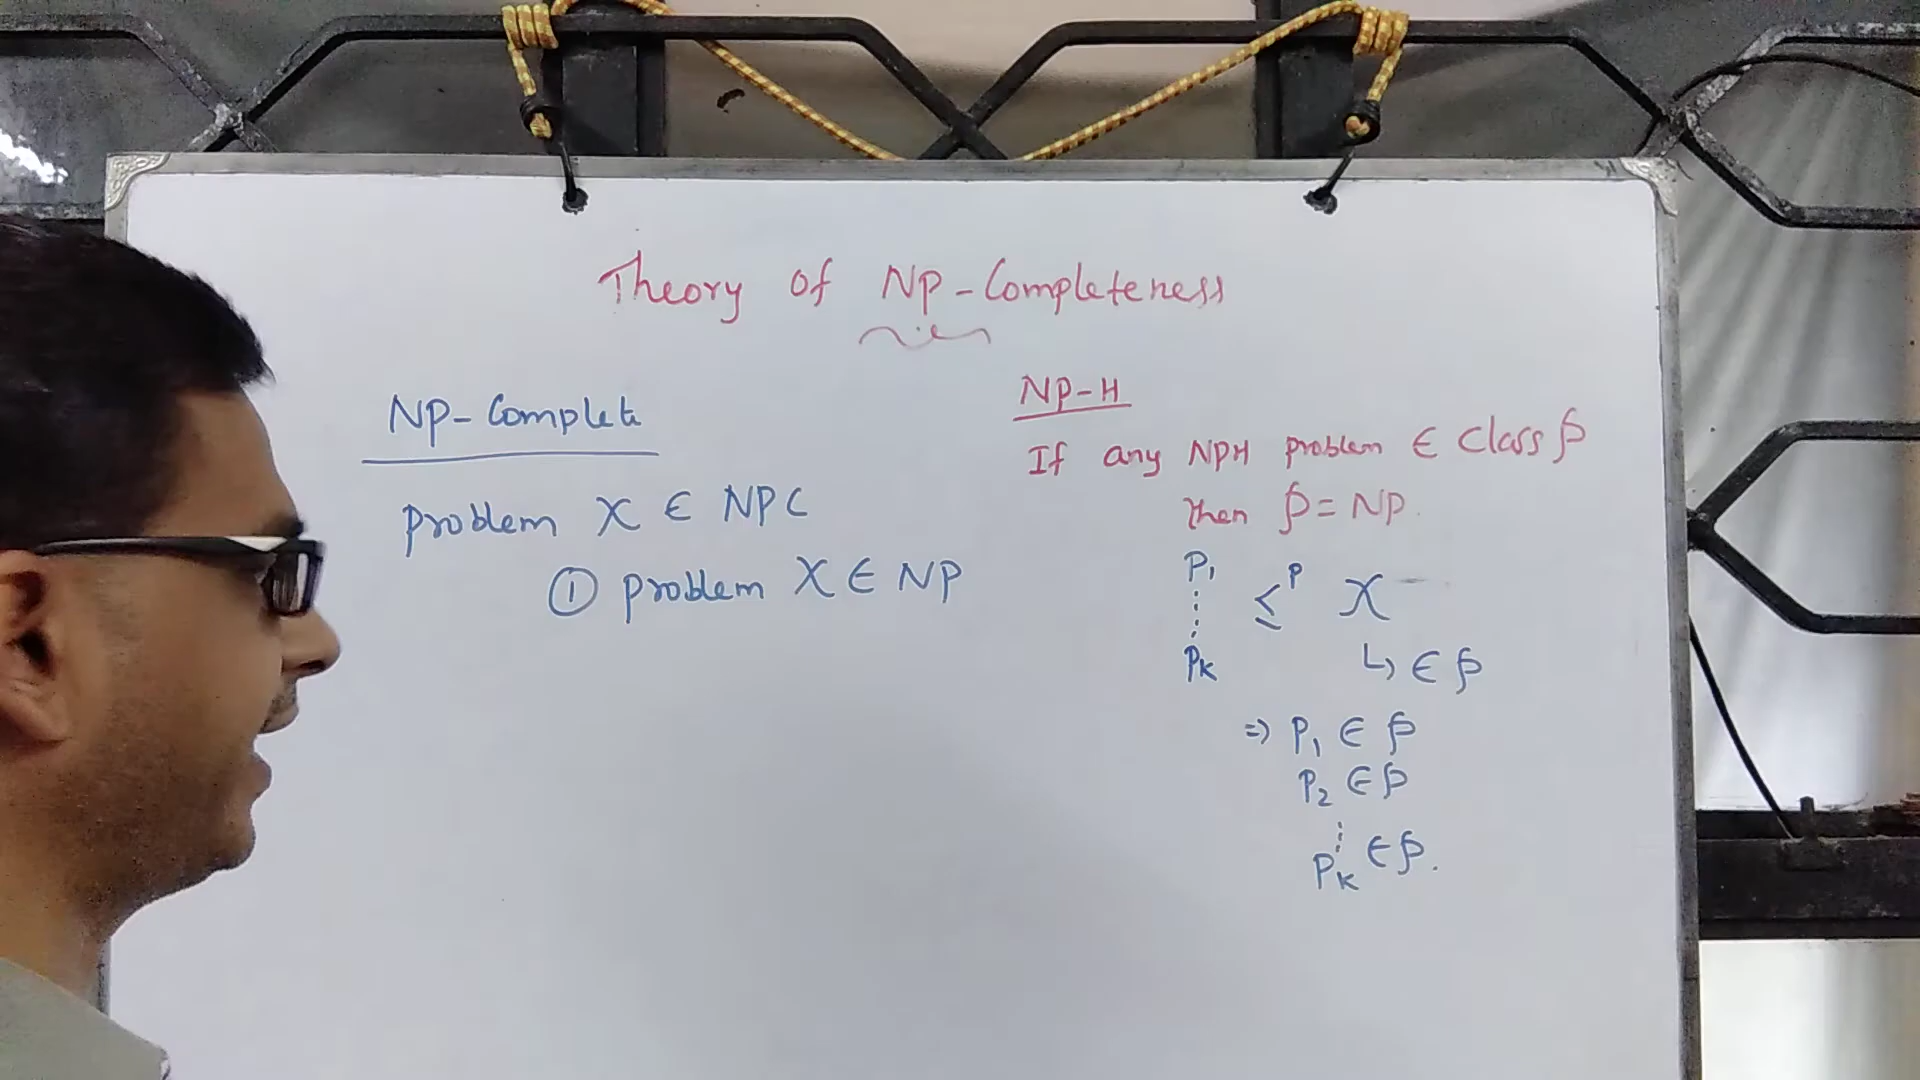 Theory of NP-Completeness
NP-Complete
problem X ∈ NPC
① problem X ∈ NP
NP-H
If any NPH problem ∈ Class P
then P = NP.
P₁
⋮ ≤ᴾ X
Pₖ ↳ ∈ P
⇒ P₁ ∈ P
P₂ ∈ P
⋮
Pₖ ∈ P.